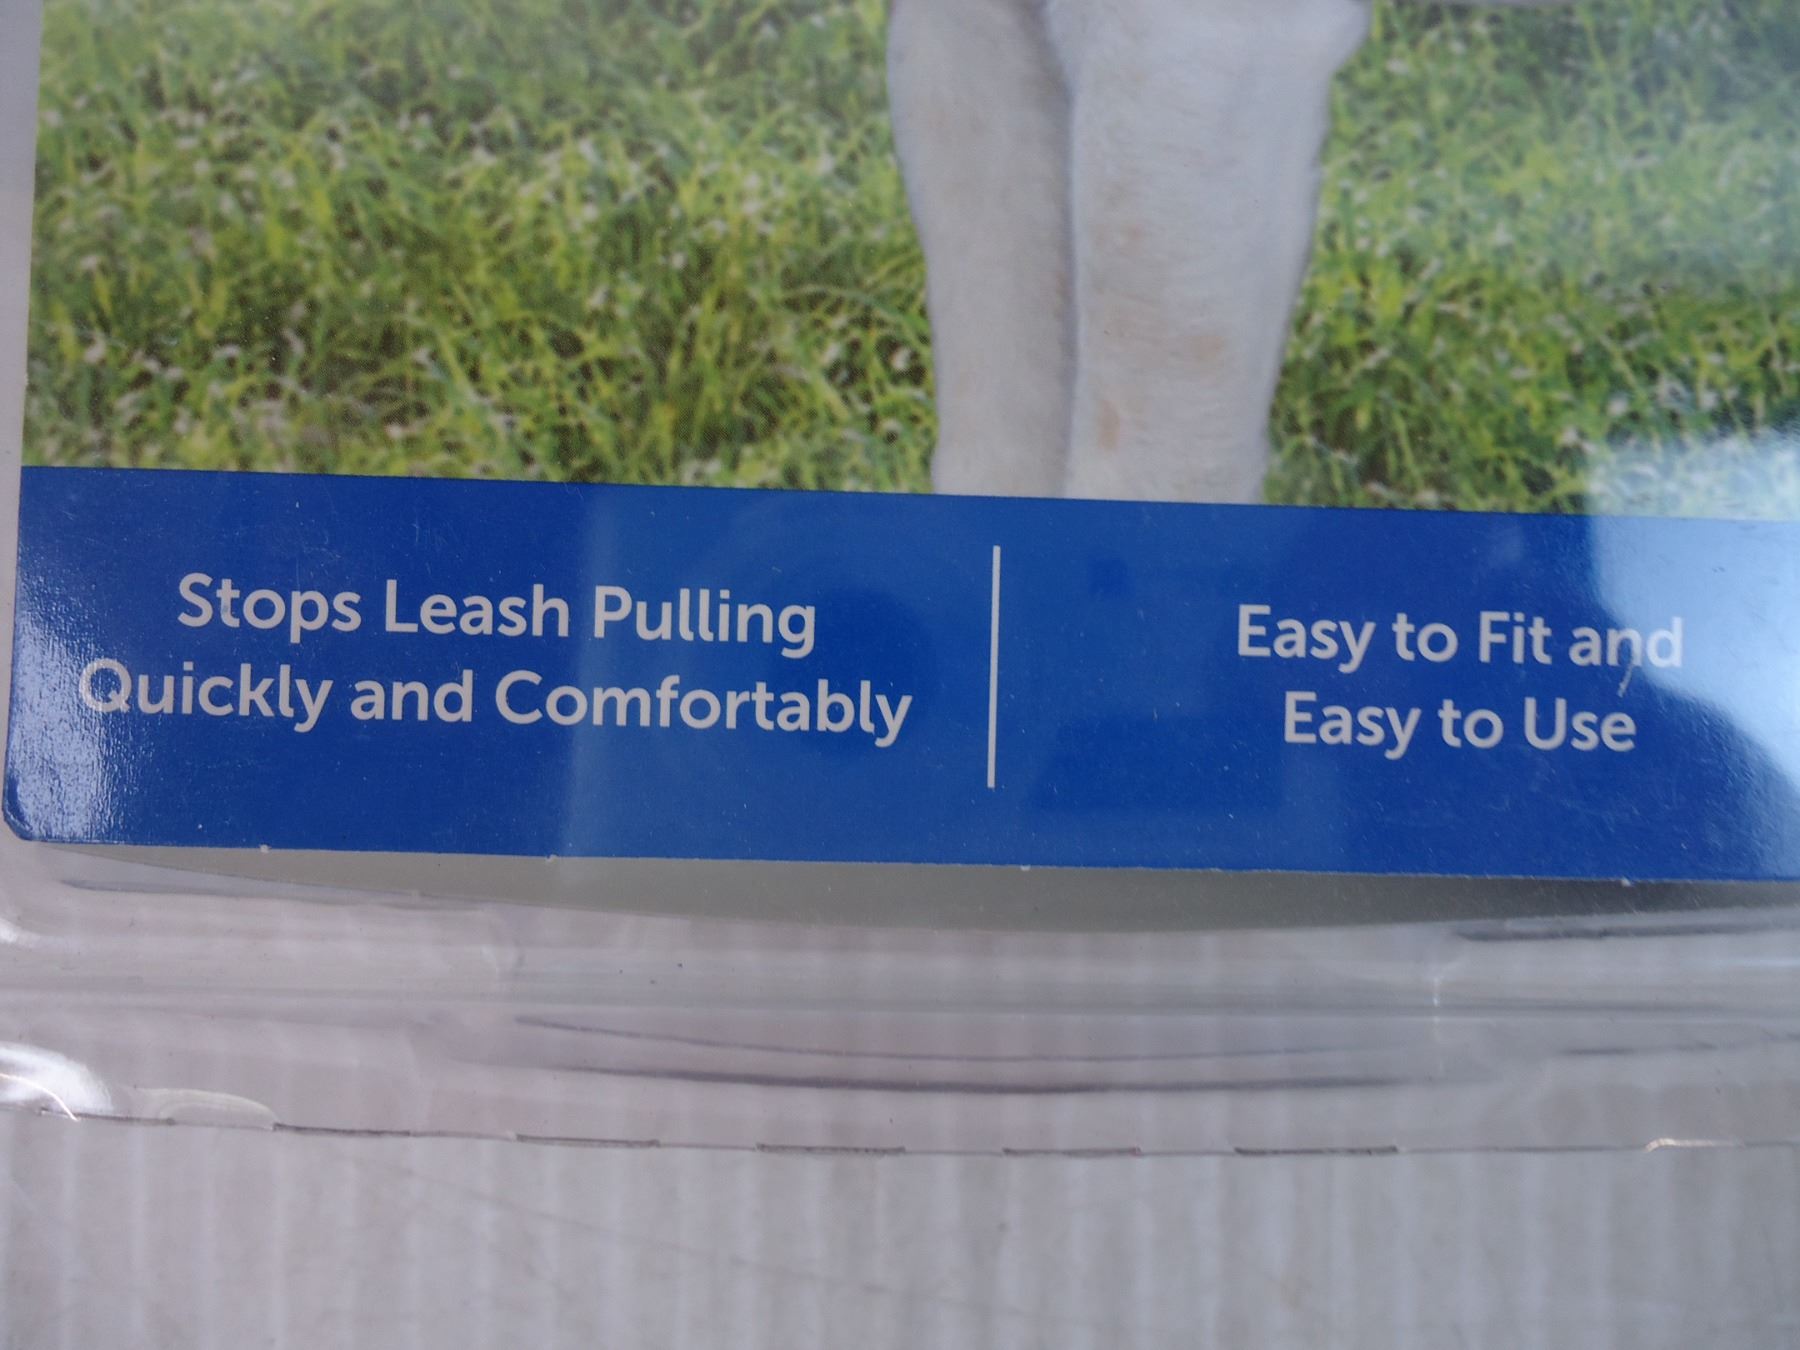 Stops Leash Pulling
Quickly and Comfortably
Easy to Fit and
Easy to Use